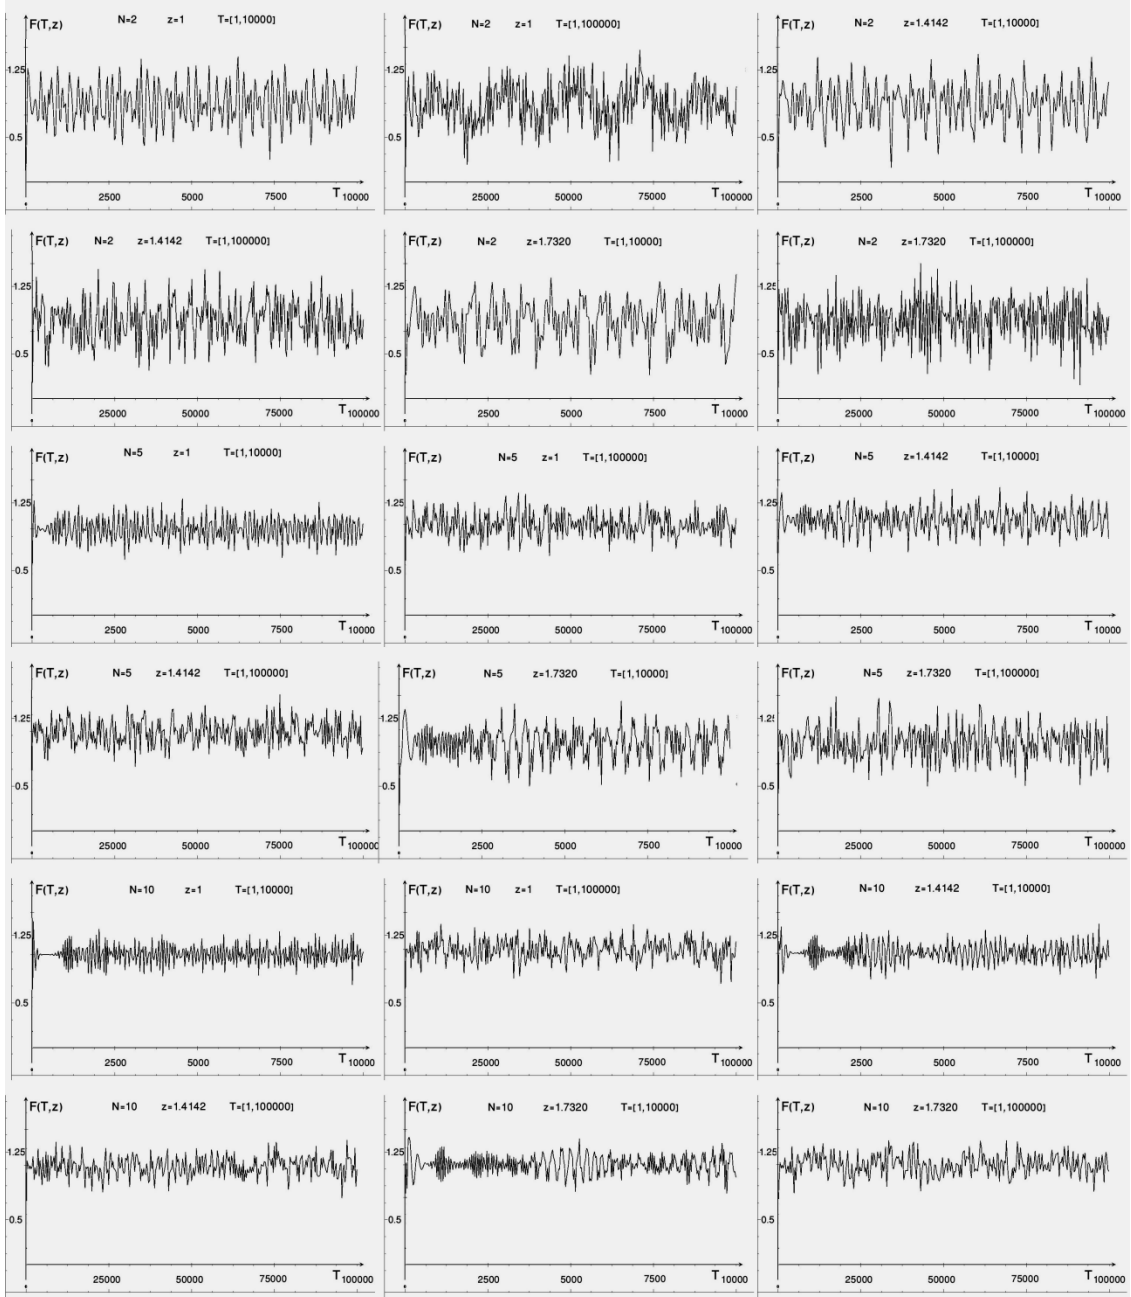 F(T,z) N=2 z=1 T=[1,10000]
1.25
0.5
2500 5000 7500 T 10000
F(T,z) N=2 z=1 T=[1,100000]
1.25
0.5
25000 50000 75000 T 100000
F(T,z) N=2 z=1.4142 T=[1,10000]
1.25
0.5
2500 5000 7500 T 10000
F(T,z) N=2 z=1.4142 T=[1,100000]
1.25
0.5
25000 50000 75000 T 100000
F(T,z) N=2 z=1.7320 T=[1,10000]
1.25
0.5
2500 5000 7500 T 10000
F(T,z) N=2 z=1.7320 T=[1,100000]
1.25
0.5
25000 50000 75000 T 100000
F(T,z) N=5 z=1 T=[1,10000]
1.25
0.5
2500 5000 7500 T 10000
F(T,z) N=5 z=1 T=[1,100000]
1.25
0.5
25000 50000 75000 T 100000
F(T,z) N=5 z=1.4142 T=[1,10000]
1.25
0.5
2500 5000 7500 T 10000
F(T,z) N=5 z=1.4142 T=[1,100000]
1.25
0.5
25000 50000 75000 T 100000
F(T,z) N=5 z=1.7320 T=[1,10000]
1.25
0.5
2500 5000 7500 T 10000
F(T,z) N=5 z=1.7320 T=[1,100000]
1.25
0.5
25000 50000 75000 T 100000
F(T,z) N=10 z=1 T=[1,10000]
1.25
0.5
2500 5000 7500 T 10000
F(T,z) N=10 z=1 T=[1,100000]
1.25
0.5
25000 50000 75000 T 100000
F(T,z) N=10 z=1.4142 T=[1,10000]
1.25
0.5
2500 5000 7500 T 10000
F(T,z) N=10 z=1.4142 T=[1,100000]
1.25
0.5
25000 50000 75000 T 100000
F(T,z) N=10 z=1.7320 T=[1,10000]
1.25
0.5
2500 5000 7500 T 10000
F(T,z) N=10 z=1.7320 T=[1,100000]
1.25
0.5
25000 50000 75000 T 100000